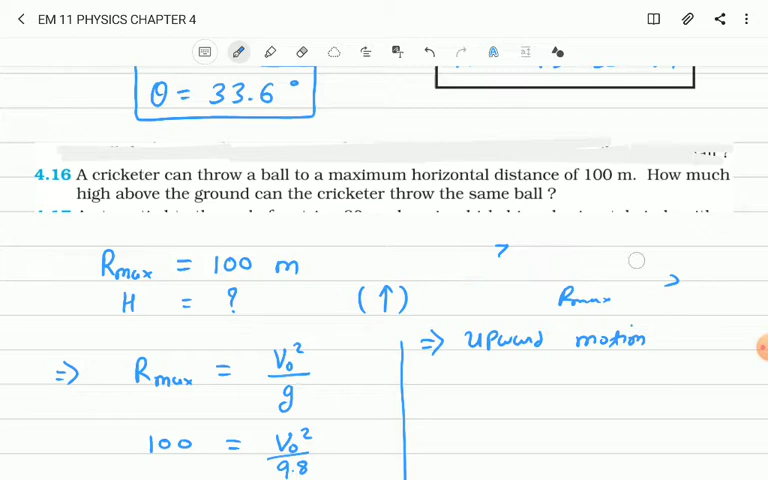 EM 11 PHYSICS CHAPTER 4
θ = 33.6°
4.16 A cricketer can throw a ball to a maximum horizontal distance of 100 m. How much
high above the ground can the cricketer throw the same ball ?
Rmax = 100 m
H = ? (↑)
Rmax
⇒ Upward motion
⇒ Rmax = V₀²/g
100 = V₀²/9.8